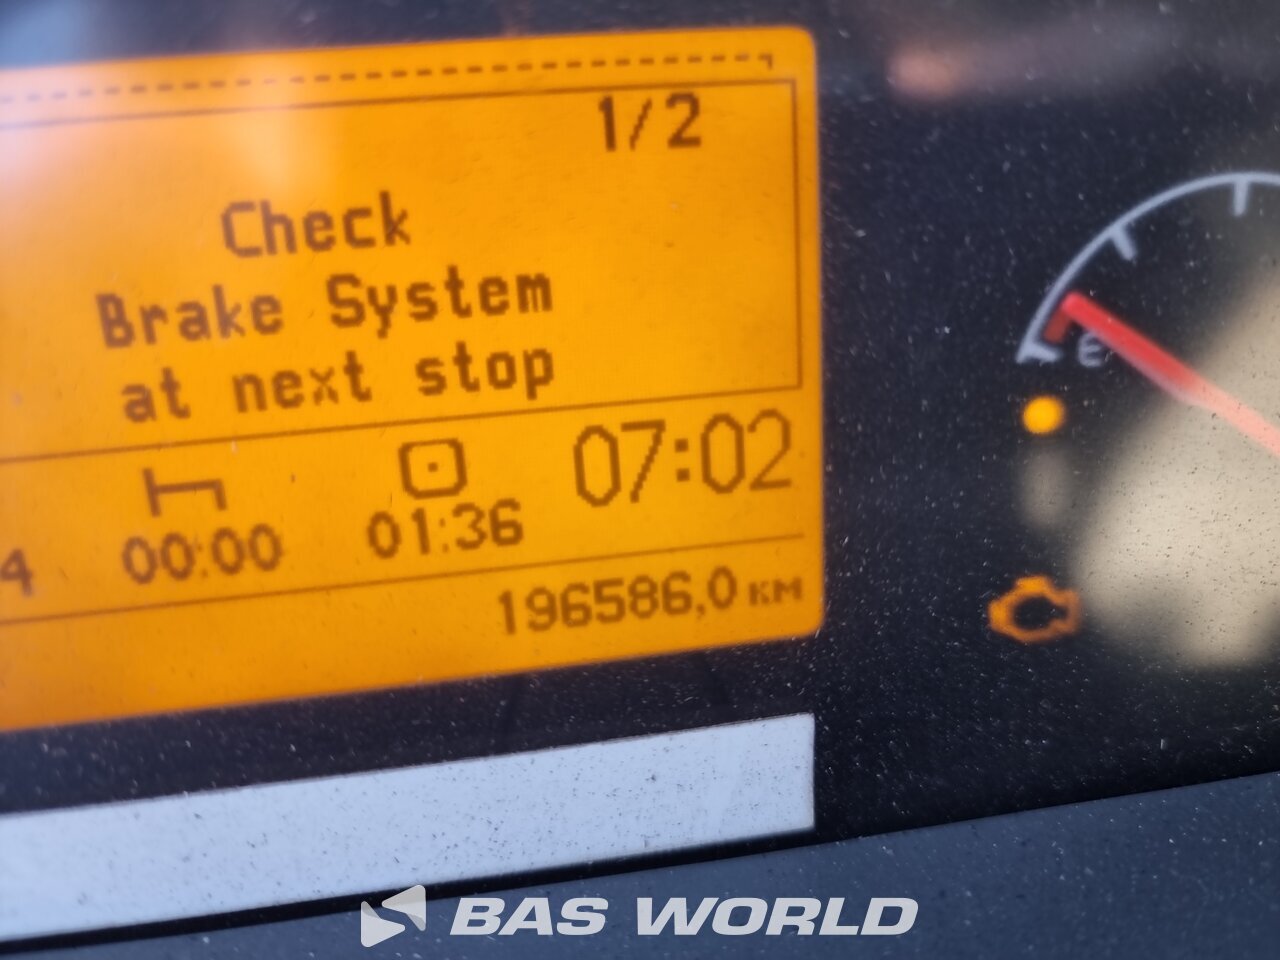 1/2
Check
Brake System
at next stop
07:02
4 00:00 01:36
196586,0 км
E
BAS WORLD